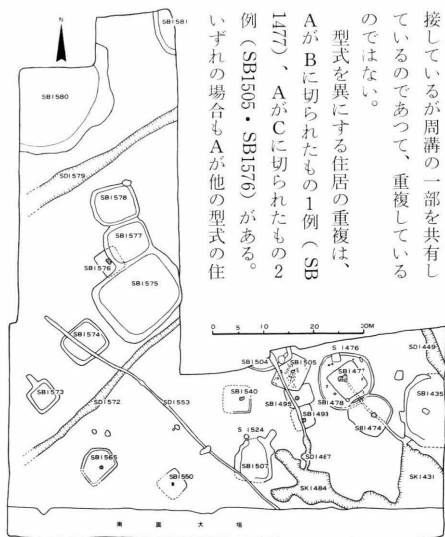 接しているが周溝の一部を共有し
ているのであつて、重複している
のではない。
型式を異にする住居の重複は、
AがBに切られたもの1例（SB
1477）、AがCに切られたもの2
例（SB1505・SB1576）がある。
いずれの場合もAが他の型式の住
N
SB1581
SB1580
SD1579
SB1578
SB1577
SB1576
SB1575
0 5 10 20 30M
SB1574
SB1573
SD1572
SD1553
SB1540
SB1565
SB1550
SB1504
SB1505
S 1476
SD1449
SB1435
SB1495
SB1478
SB1493
SB1474
S 1524
SB1507
SK1484
SK1431
南面大垣